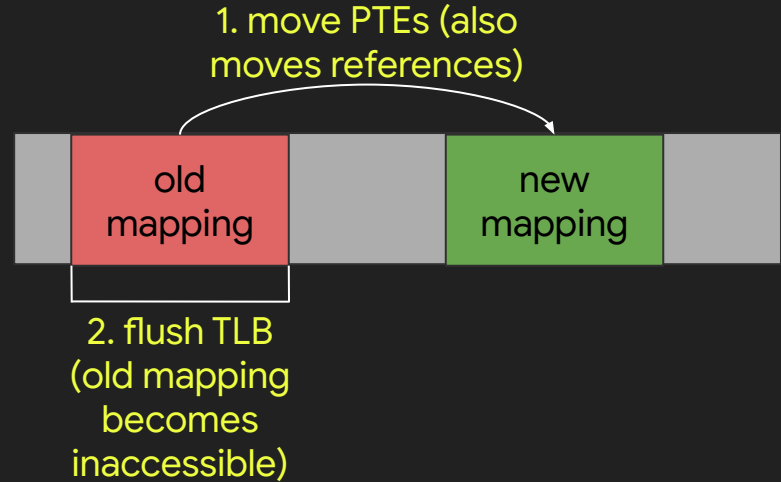 1. move PTEs (also
moves references)
old
mapping
new
mapping
2. flush TLB
(old mapping
becomes
inaccessible)